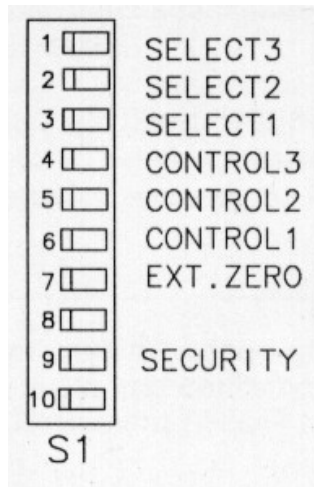 1 SELECT3
2 SELECT2
3 SELECT1
4 CONTROL3
5 CONTROL2
6 CONTROL1
7 EXT.ZERO
8
9 SECURITY
10
S1